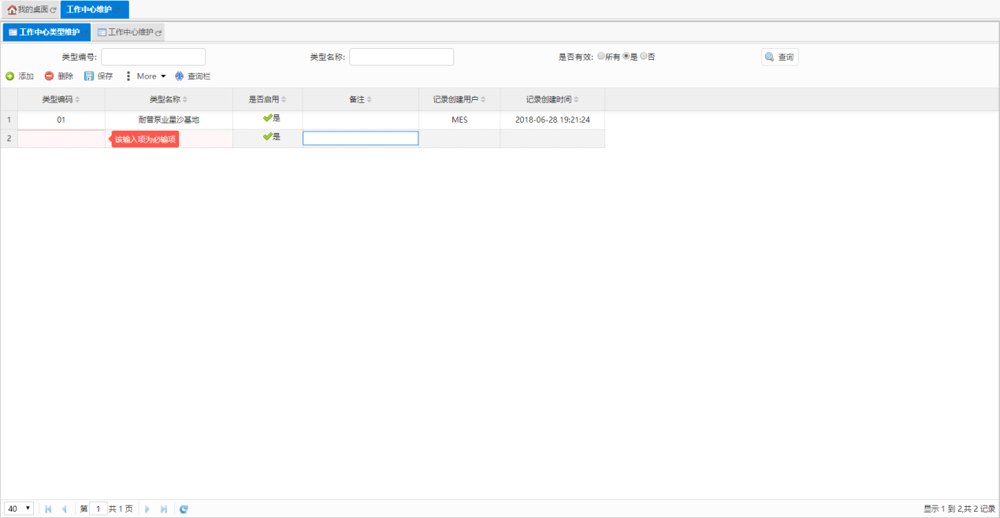 我的桌面 工作中心维护
工作中心类型维护 工作中心维护
类型编号: 类型名称: 是否有效: 所有 是 否 查询
添加 删除 保存 More 查询栏
类型编码 类型名称 是否启用 备注 记录创建用户 记录创建时间
1 01 耐普泵业星沙基地 是 MES 2018-06-28 19:21:24
2 该输入项为必输项 是
40 第 1 共 1 页 显示 1 到 2,共 2 记录